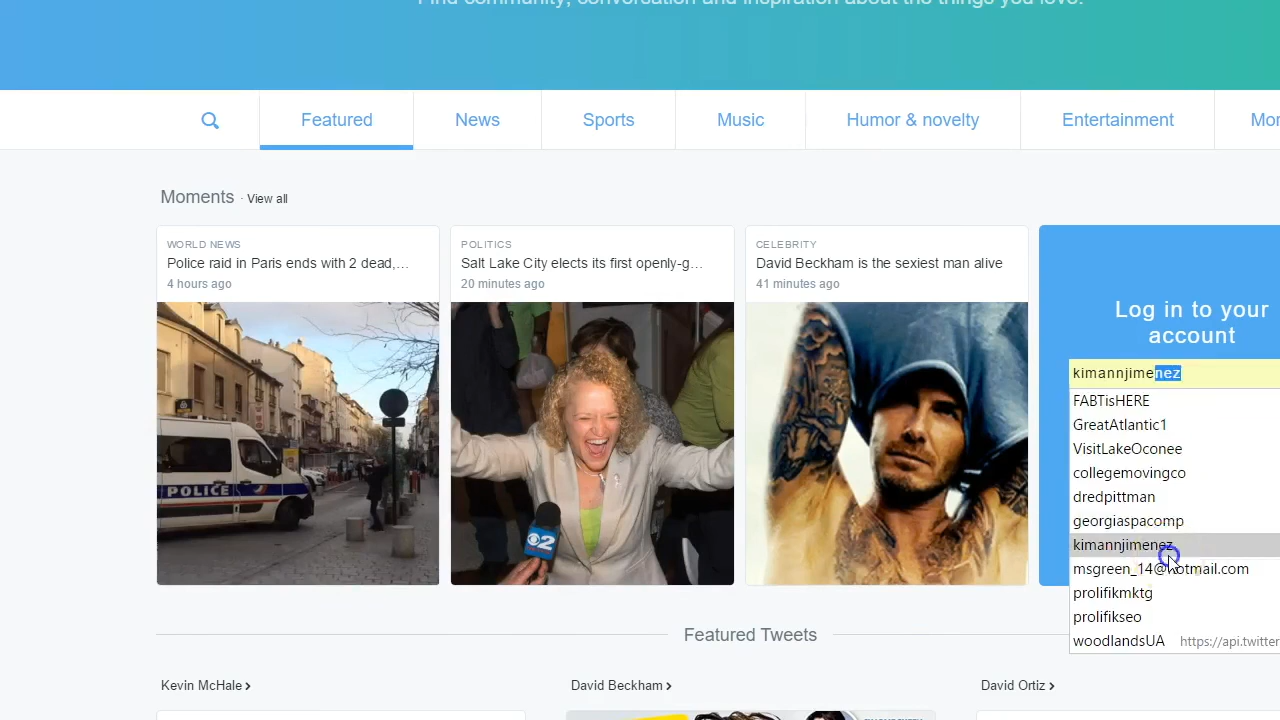 Find community, conversation and inspiration about the things you love.
Featured
News
Sports
Music
Humor & novelty
Entertainment
Mor
Moments · View all
WORLD NEWS
Police raid in Paris ends with 2 dead,...
4 hours ago
POLICE
POLITICS
Salt Lake City elects its first openly-g...
20 minutes ago
2
CELEBRITY
David Beckham is the sexiest man alive
41 minutes ago
Log in to your
account
kimannjimenez
FABTisHERE
GreatAtlantic1
VisitLakeOconee
collegemovingco
dredpittman
georgiaspacomp
kimannjimenez
msgreen_14@hotmail.com
prolifikmktg
prolifikseo
woodlandsUA https://api.twitter
Featured Tweets
Kevin McHale >
David Beckham >
David Ortiz >